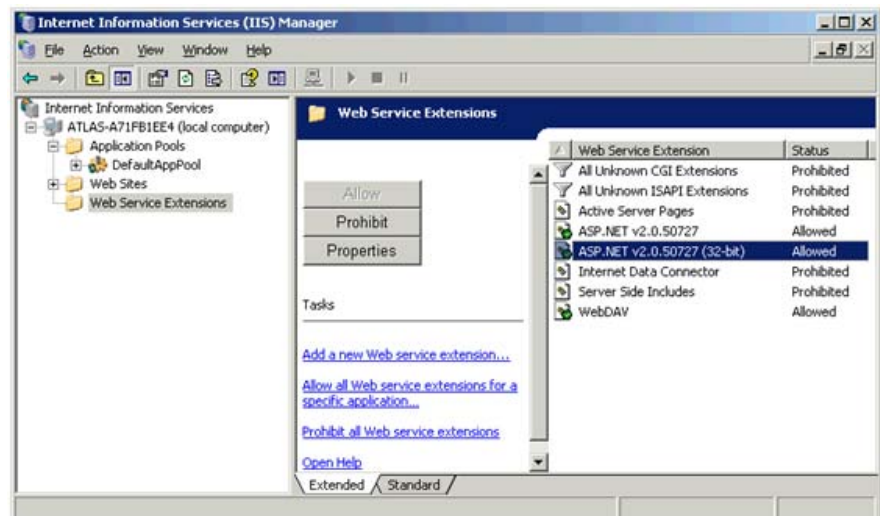 Internet Information Services (IIS) Manager
File Action View Window Help
Internet Information Services
ATLAS-A71FB1EE4 (local computer)
Application Pools
DefaultAppPool
Web Sites
Web Service Extensions
Web Service Extensions
Allow
Prohibit
Properties
Tasks
Add a new Web service extension...
Allow all Web service extensions for a
specific application...
Prohibit all Web service extensions
Open Help
Web Service Extension Status
All Unknown CGI Extensions Prohibited
All Unknown ISAPI Extensions Prohibited
Active Server Pages Prohibited
ASP.NET v2.0.50727 Allowed
ASP.NET v2.0.50727 (32-bit) Allowed
Internet Data Connector Prohibited
Server Side Includes Prohibited
WebDAV Allowed
Extended Standard